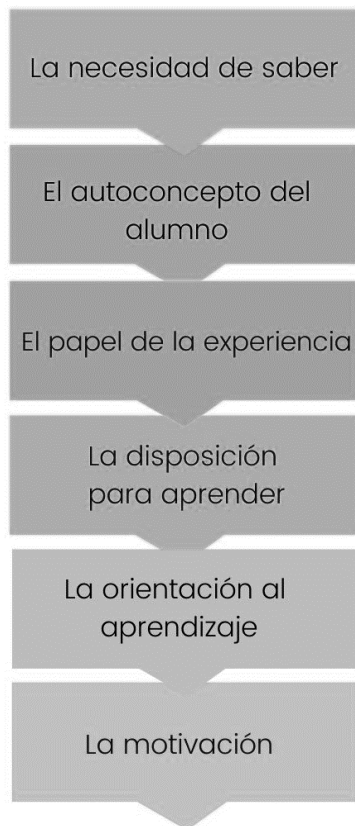 La necesidad de saber
El autoconcepto del
alumno
El papel de la experiencia
La disposición
para aprender
La orientación al
aprendizaje
La motivación